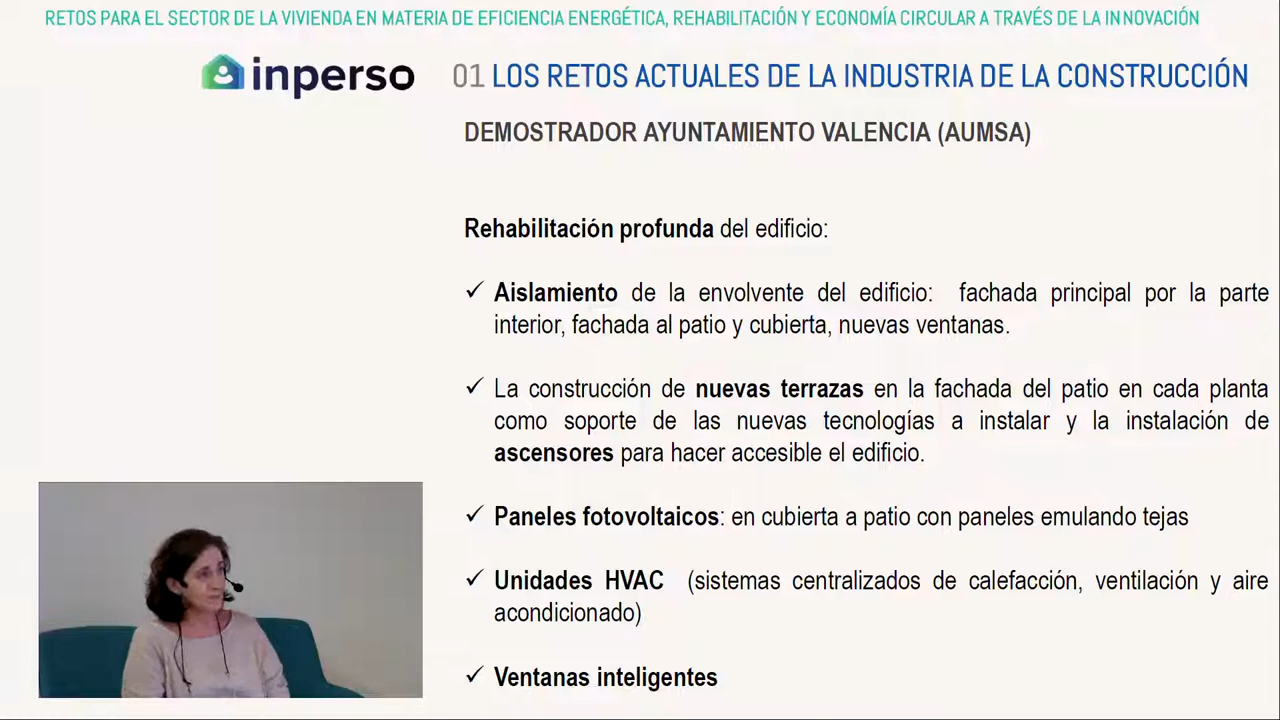 RETOS PARA EL SECTOR DE LA VIVIENDA EN MATERIA DE EFICIENCIA ENERGÉTICA, REHABILITACIÓN Y ECONOMÍA CIRCULAR A TRAVÉS DE LA INNOVACIÓN
inperso
01 LOS RETOS ACTUALES DE LA INDUSTRIA DE LA CONSTRUCCIÓN
DEMOSTRADOR AYUNTAMIENTO VALENCIA (AUMSA)
Rehabilitación profunda del edificio:
✓ Aislamiento de la envolvente del edificio: fachada principal por la parte
interior, fachada al patio y cubierta, nuevas ventanas.
✓ La construcción de nuevas terrazas en la fachada del patio en cada planta
como soporte de las nuevas tecnologías a instalar y la instalación de
ascensores para hacer accesible el edificio.
✓ Paneles fotovoltaicos: en cubierta a patio con paneles emulando tejas
✓ Unidades HVAC (sistemas centralizados de calefacción, ventilación y aire
acondicionado)
✓ Ventanas inteligentes